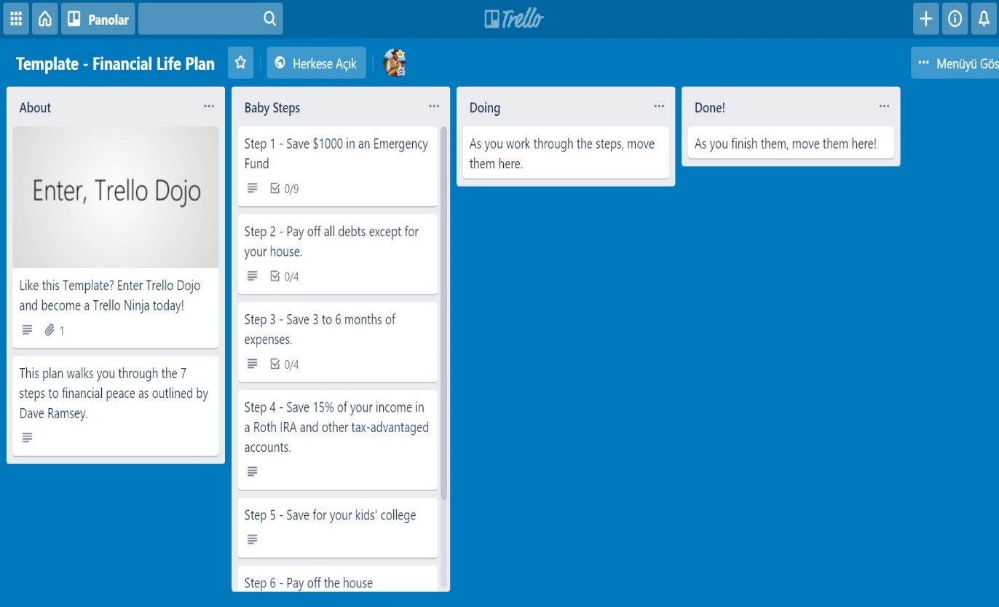 Panolar
Trello
Template - Financial Life Plan
Herkese Açık
Menüyü Gös
About
Enter, Trello Dojo
Like this Template? Enter Trello Dojo
and become a Trello Ninja today!
1
This plan walks you through the 7
steps to financial peace as outlined by
Dave Ramsey.
Baby Steps
Step 1 - Save $1000 in an Emergency
Fund
0/9
Step 2 - Pay off all debts except for
your house.
0/4
Step 3 - Save 3 to 6 months of
expenses.
0/4
Step 4 - Save 15% of your income in
a Roth IRA and other tax-advantaged
accounts.
Step 5 - Save for your kids' college
Step 6 - Pay off the house
Doing
As you work through the steps, move
them here.
Done!
As you finish them, move them here!